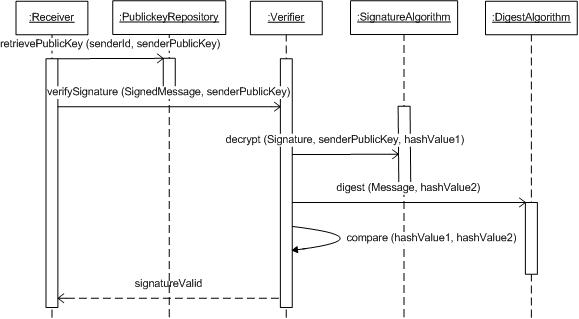 :Receiver :PublickeyRepository :Verifier :SignatureAlgorithm :DigestAlgorithm
retrievePublicKey (senderId, senderPublicKey)
verifySignature (SignedMessage, senderPublicKey)
decrypt (Signature, senderPublicKey, hashValue1)
digest (Message, hashValue2)
compare (hashValue1, hashValue2)
signatureValid